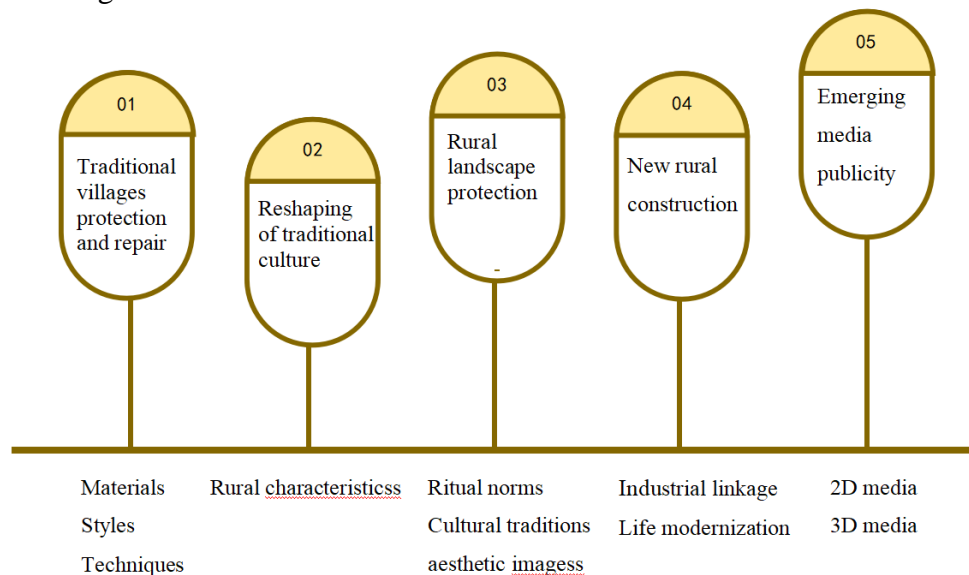 01
Traditional
villages
protection
and repair
02
Reshaping
of traditional
culture
03
Rural
landscape
protection
-
04
New rural
construction
05
Emerging
media
publicity
Materials
Styles
Techniques
Rural characteristicss
Ritual norms
Cultural traditions
aesthetic imagess
Industrial linkage
Life modernization
2D media
3D media